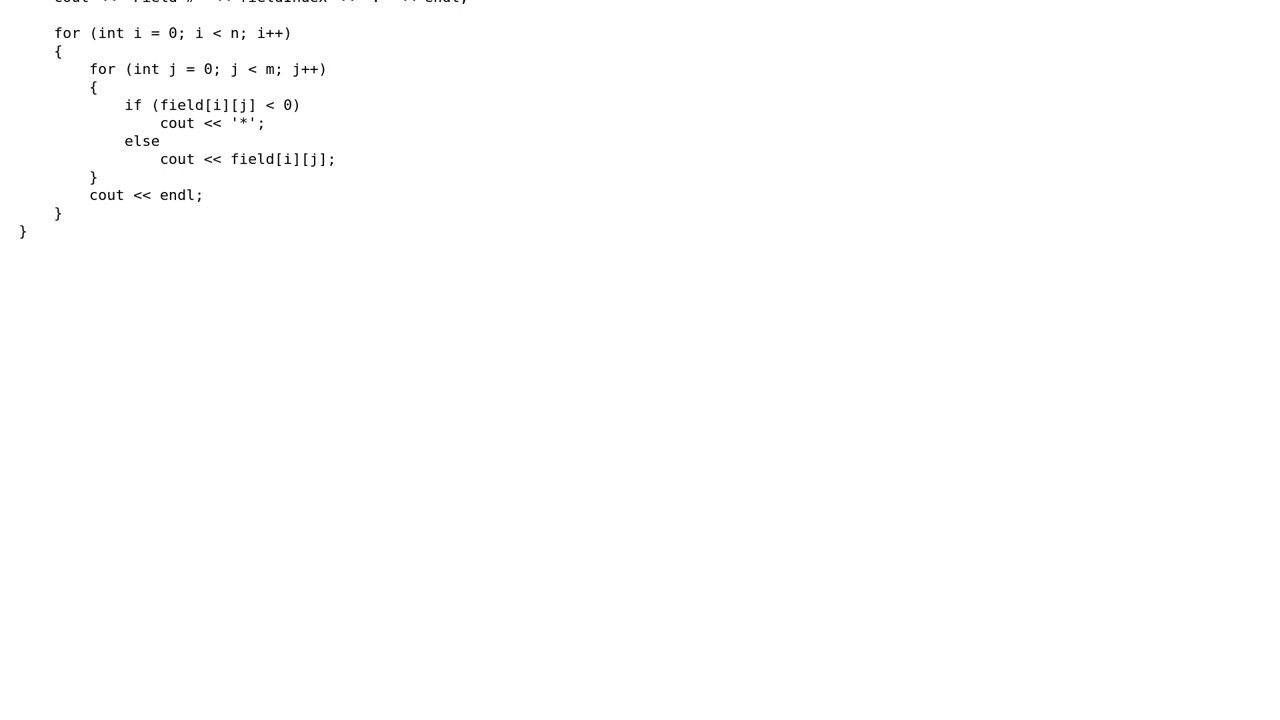 for (int i = 0; i < n; i++)
    {
        for (int j = 0; j < m; j++)
        {
            if (field[i][j] < 0)
                cout << '*';
            else
                cout << field[i][j];
        }
        cout << endl;
    }
}